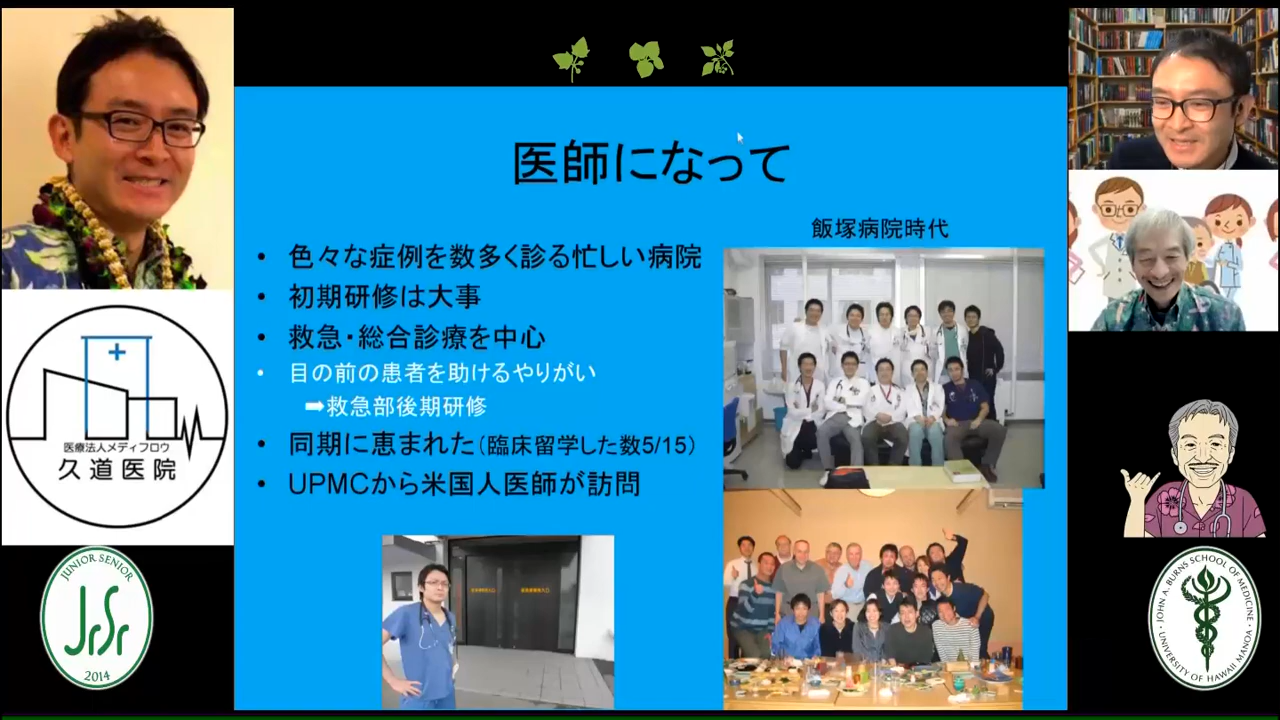 医師になって
飯塚病院時代
• 色々な症例を数多く診る忙しい病院
• 初期研修は大事
• 救急・総合診療を中心
• 目の前の患者を助けるやりがい
➡救急部後期研修
• 同期に恵まれた(臨床留学した数5/15)
• UPMCから米国人医師が訪問
医療法人メディフロウ
久道医院
JUNIOR SENIOR
JrSr
2014
JOHN A. BURNS SCHOOL OF MEDICINE
UNIVERSITY OF HAWAII MANOA